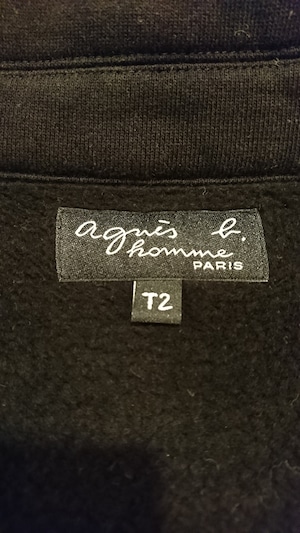 agnès b.
homme
PARIS
T2